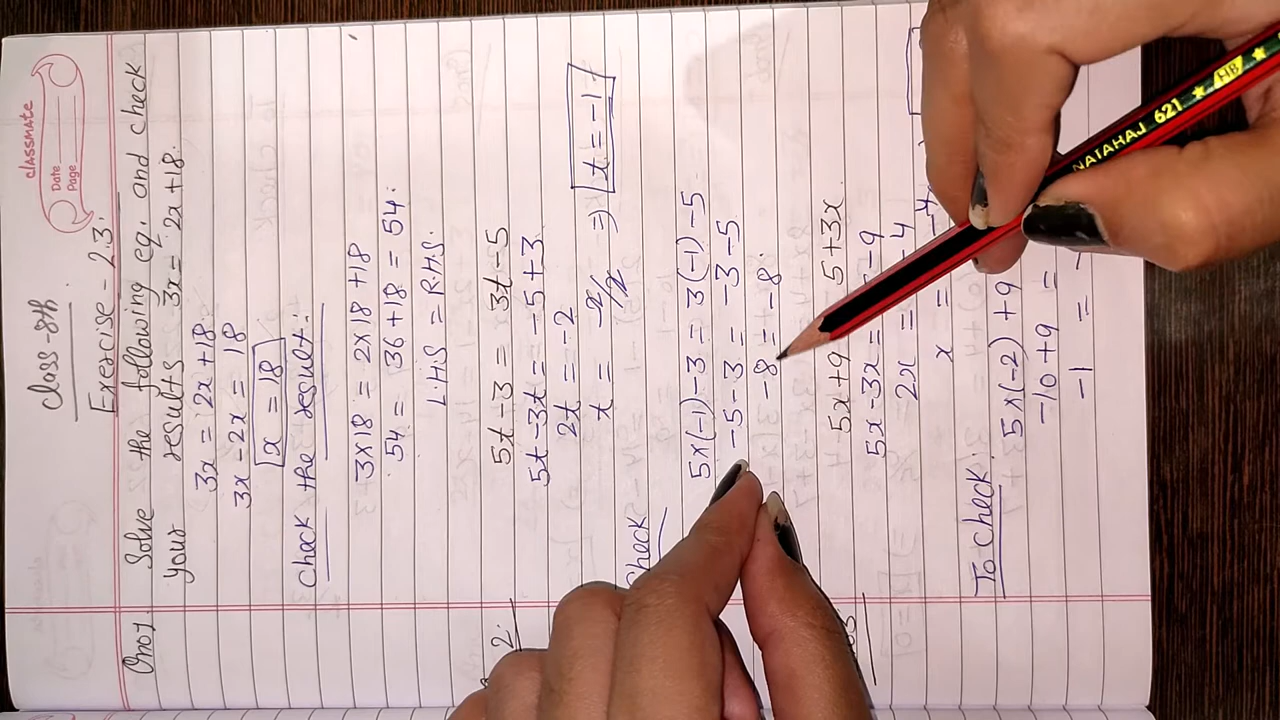 classmate
Date
Page
Class-8th.
Exercise-2.3.
Qno1. Solve the following eq. and check
your results 3x = 2x+18.
3x = 2x+18.
3x-2x = 18
x = 18
Check the result:
3x18 = 2x18+18
54 = 36+18 = 54.
L.H.S = R.H.S.
2. 5t-3 = 3t-5
5t-3t = -5+3
2t = -2
t = -2/2 ⇒ t = -1
Check
5x(-1)-3 = 3(-1)-5
-5-3 = -3-5
-8 = -8.
5x+9 5+3x
5x-3x = -9
2x = -4
x = -4
To check.
5x(-2)+9
-10+9 =
-1 =
NATARAJ 621 HB